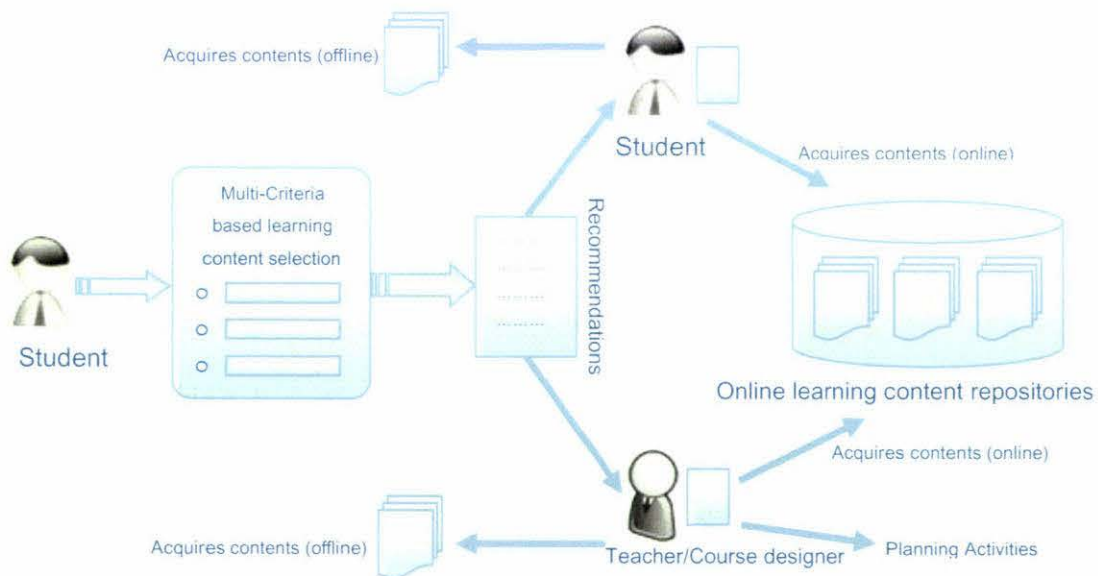 Acquires contents (offline)
Student
Acquires contents (online)
Multi-Criteria
based learning
content selection
Recommendations
Student
Online learning content repositories
Acquires contents (online)
Acquires contents (offline)
Teacher/Course designer
Planning Activities